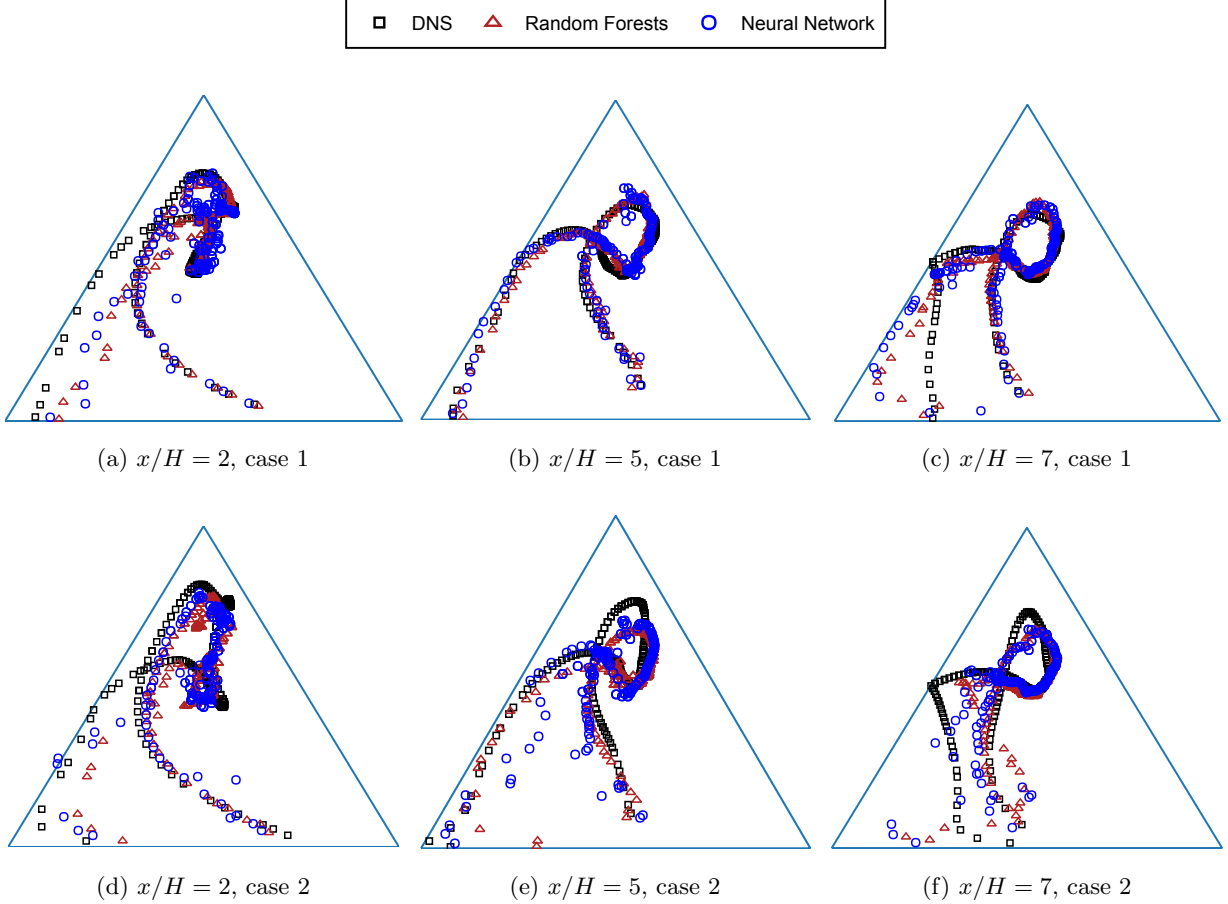 DNS Random Forests Neural Network
(a) x/H = 2, case 1 (b) x/H = 5, case 1 (c) x/H = 7, case 1
(d) x/H = 2, case 2 (e) x/H = 5, case 2 (f) x/H = 7, case 2